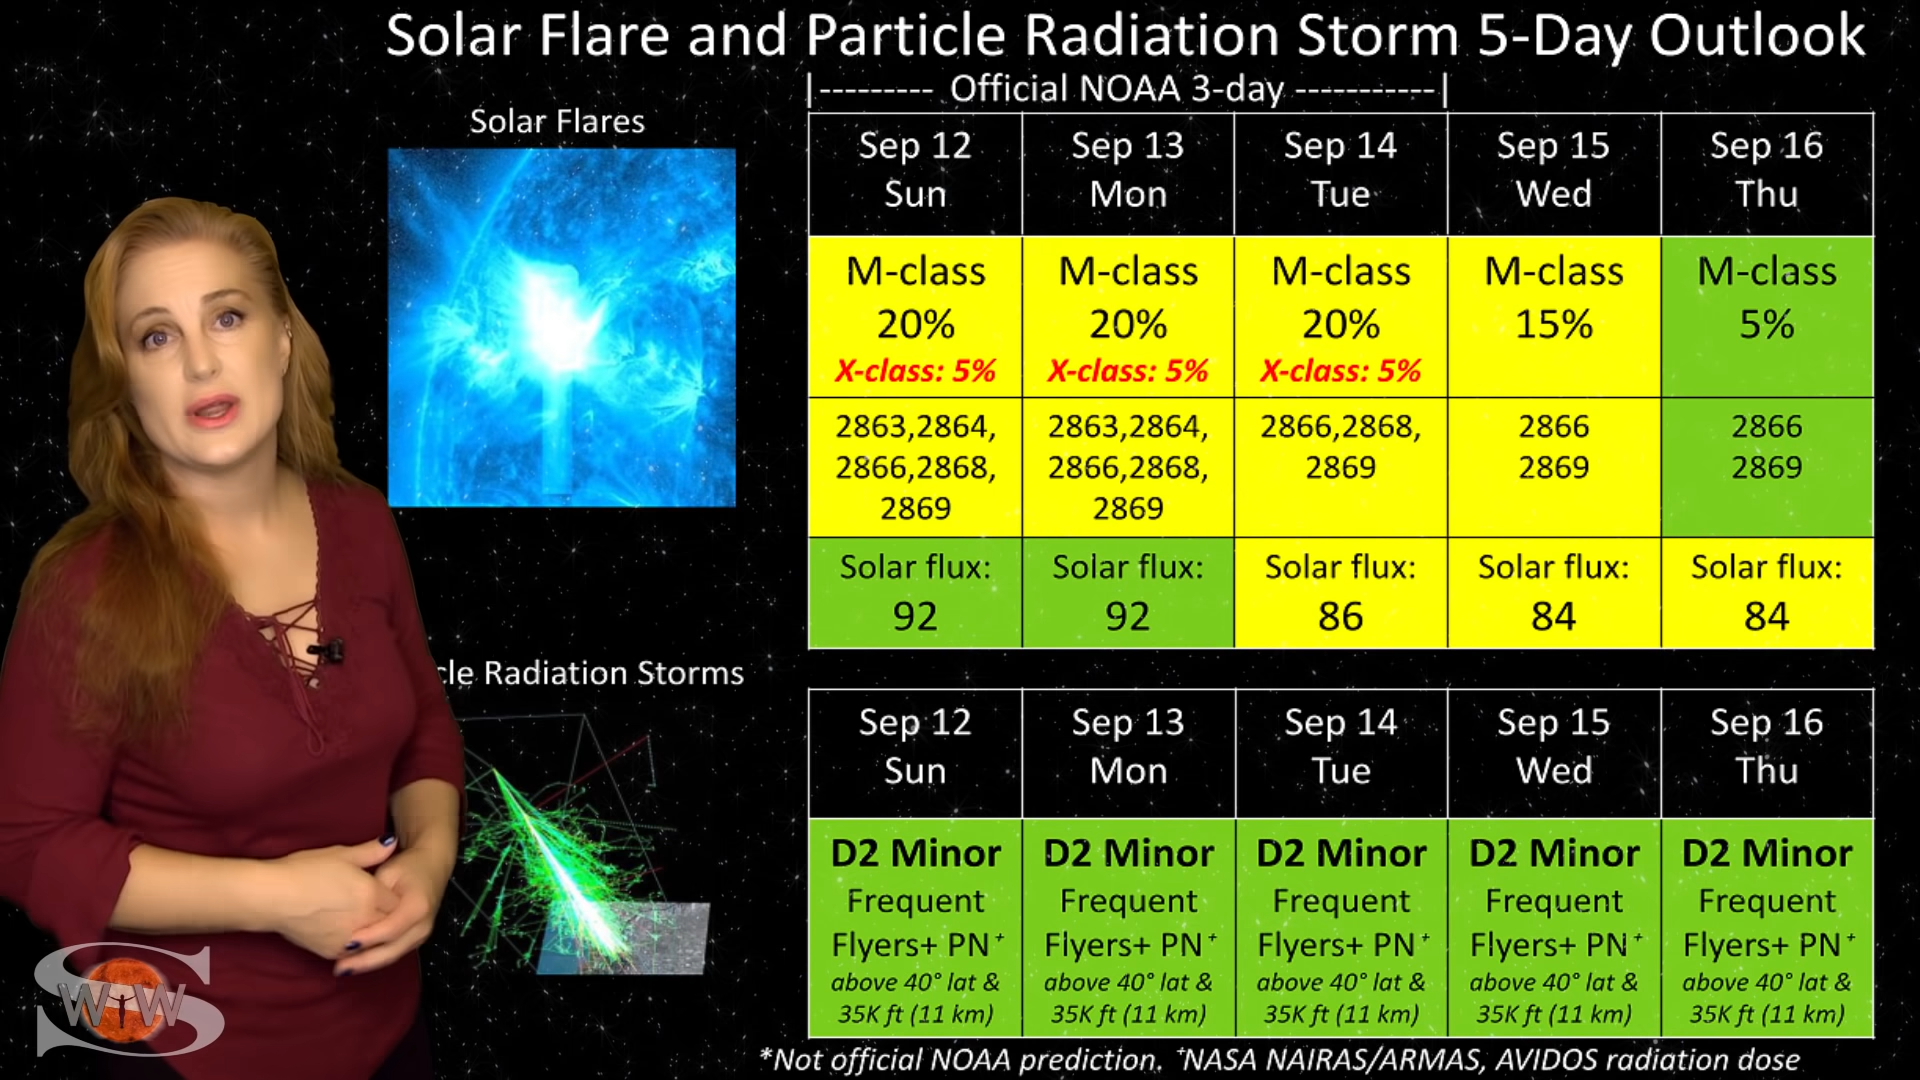 Solar Flare and Particle Radiation Storm 5-Day Outlook
|--------- Official NOAA 3-day -----------|
Solar Flares
Sep 12 Sep 13 Sep 14 Sep 15 Sep 16
Sun Mon Tue Wed Thu
M-class M-class M-class M-class M-class
20% 20% 20% 15% 5%
X-class: 5% X-class: 5% X-class: 5%
2863,2864, 2863,2864, 2866,2868, 2866 2866
2866,2868, 2866,2868, 2869 2869 2869
2869 2869
Solar flux: Solar flux: Solar flux: Solar flux: Solar flux:
92 92 86 84 84
cle Radiation Storms
Sep 12 Sep 13 Sep 14 Sep 15 Sep 16
Sun Mon Tue Wed Thu
D2 Minor D2 Minor D2 Minor D2 Minor D2 Minor
Frequent Frequent Frequent Frequent Frequent
Flyers+ PN⁺ Flyers+ PN⁺ Flyers+ PN⁺ Flyers+ PN⁺ Flyers+ PN⁺
above 40° lat & above 40° lat & above 40° lat & above 40° lat & above 40° lat &
35K ft (11 km) 35K ft (11 km) 35K ft (11 km) 35K ft (11 km) 35K ft (11 km)
*Not official NOAA prediction. ⁺NASA NAIRAS/ARMAS, AVIDOS radiation dose
SWTW